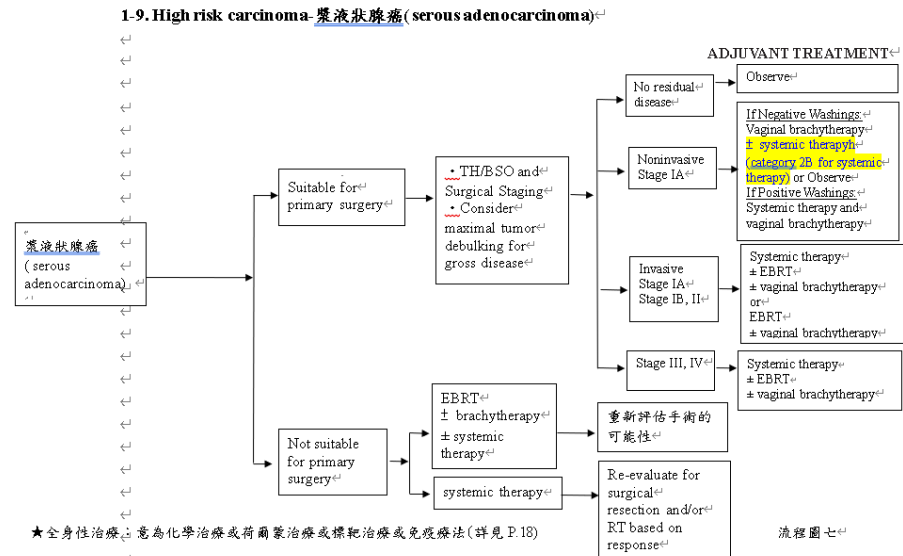 1-9. High risk carcinoma-漿液狀腺癌(serous adenocarcinoma)
ADJUVANT TREATMENT
漿液狀腺癌
( serous
adenocarcinoma)
Suitable for
primary surgery
・TH/BSO and
Surgical Staging
・Consider
maximal tumor
debulking for
gross disease
No residual
disease
Observe
Noninvasive
Stage IA
If Negative Washings:
Vaginal brachytherapy
± systemic therapyh
(category 2B for systemic
therapy) or Observe
If Positive Washings:
Systemic therapy and
vaginal brachytherapy
Invasive
Stage IA
Stage IB, II
Systemic therapy
± EBRT
± vaginal brachytherapy
or
EBRT
± vaginal brachytherapy
Stage III, IV
Systemic therapy
± EBRT
± vaginal brachytherapy
Not suitable
for primary
surgery
EBRT
± brachytherapy
± systemic
therapy
重新評估手術的
可能性
systemic therapy
Re-evaluate for
surgical
resection and/or
RT based on
response
★全身性治療：意為化學治療或荷爾蒙治療或標靶治療或免疫療法(詳見 P.18)
流程圖七